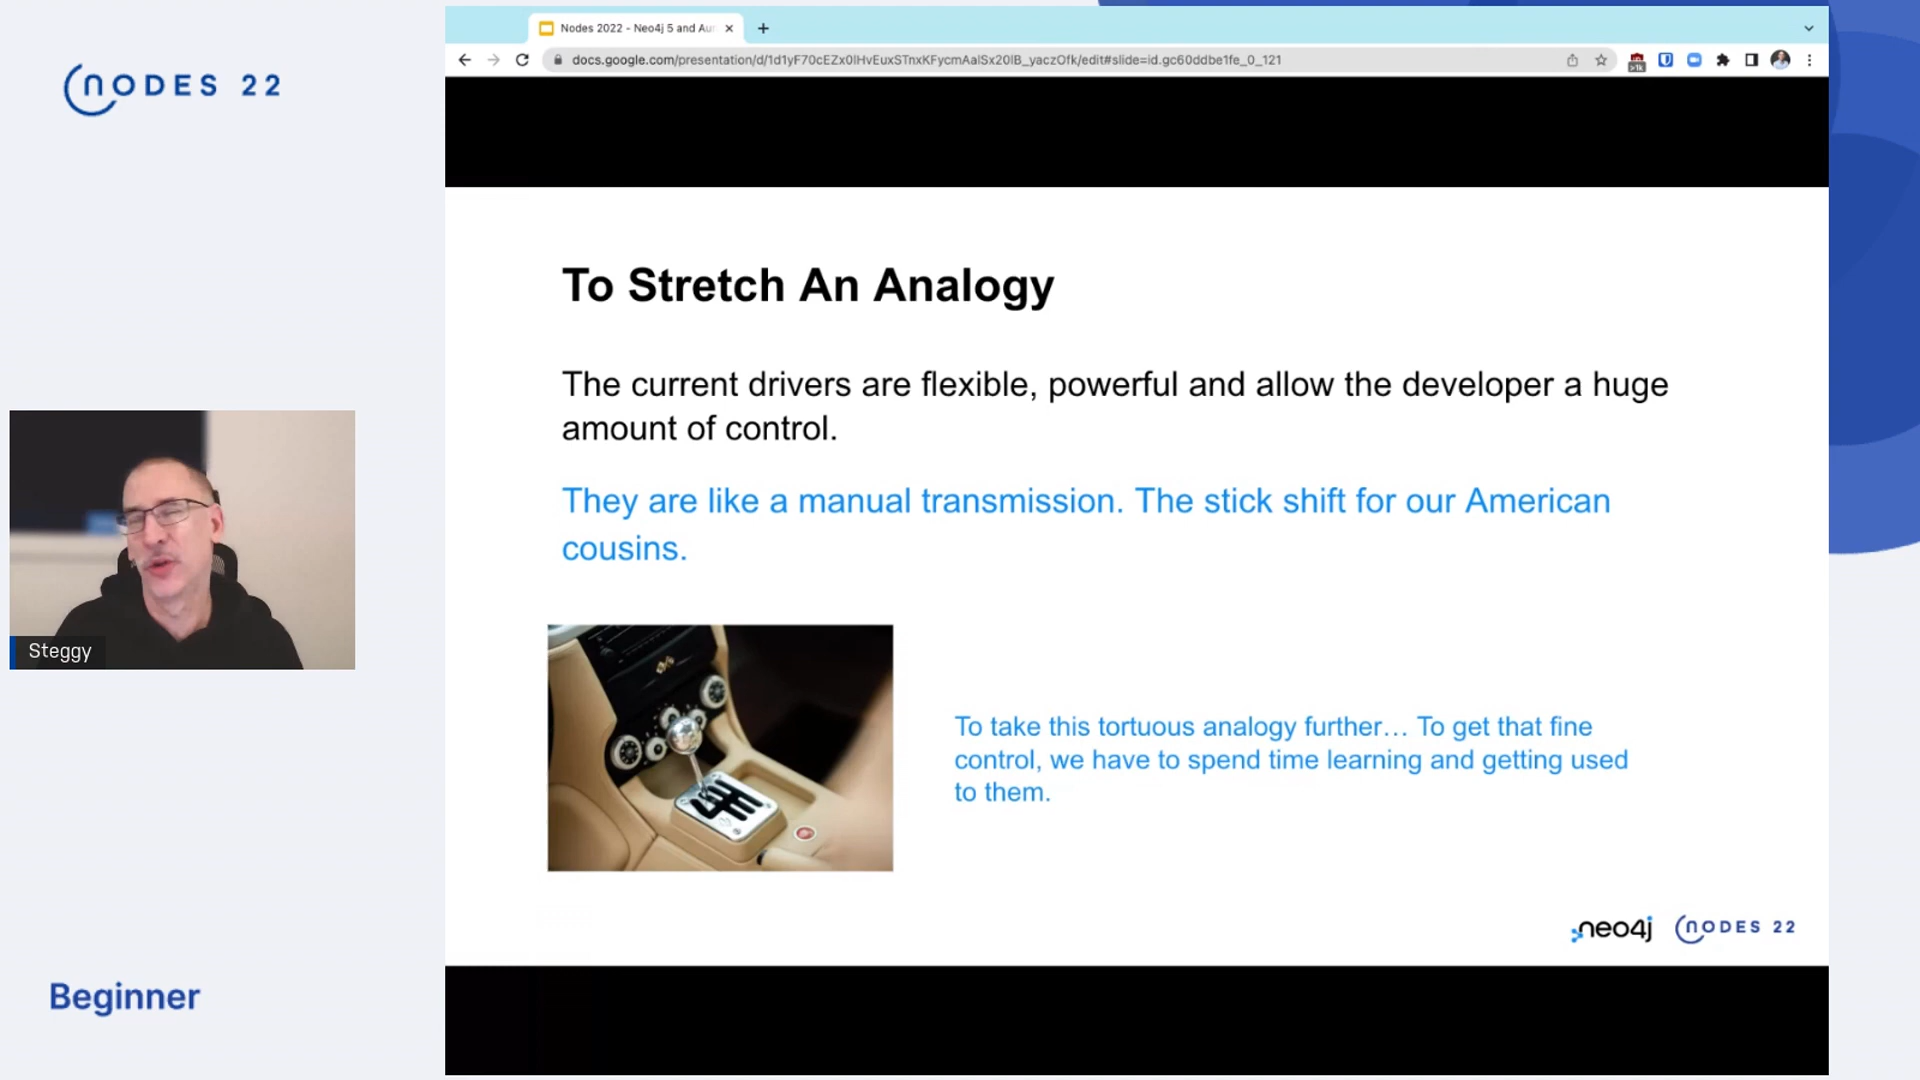 Nodes 2022 - Neo4j 5 and Au
docs.google.com/presentation/d/1d1yF70cEZx0lHvEuxSTnxKFycmAalSx20lB_yaczOfk/edit#slide=id.gc60ddbe1fe_0_121
NODES 22
To Stretch An Analogy
The current drivers are flexible, powerful and allow the developer a huge
amount of control.
They are like a manual transmission. The stick shift for our American
cousins.
Steggy
To take this tortuous analogy further… To get that fine
control, we have to spend time learning and getting used
to them.
neo4j
NODES 22
Beginner